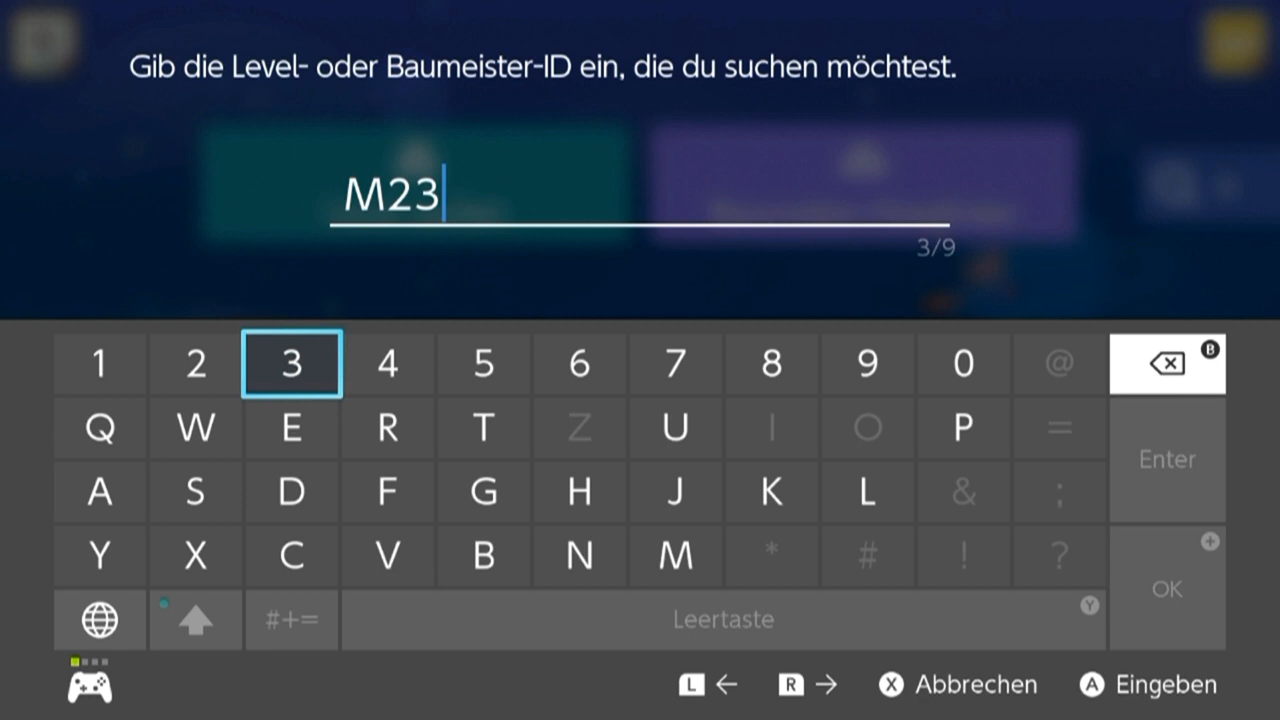 Gib die Level- oder Baumeister-ID ein, die du suchen möchtest.
M23
3/9
1 2 3 4 5 6 7 8 9 0 @ B
Q W E R T Z U I O P =
Enter
A S D F G H J K L & ;
Y X C V B N M * # ! ? +
OK
#+= Leertaste Y
L ← R → X Abbrechen A Eingeben